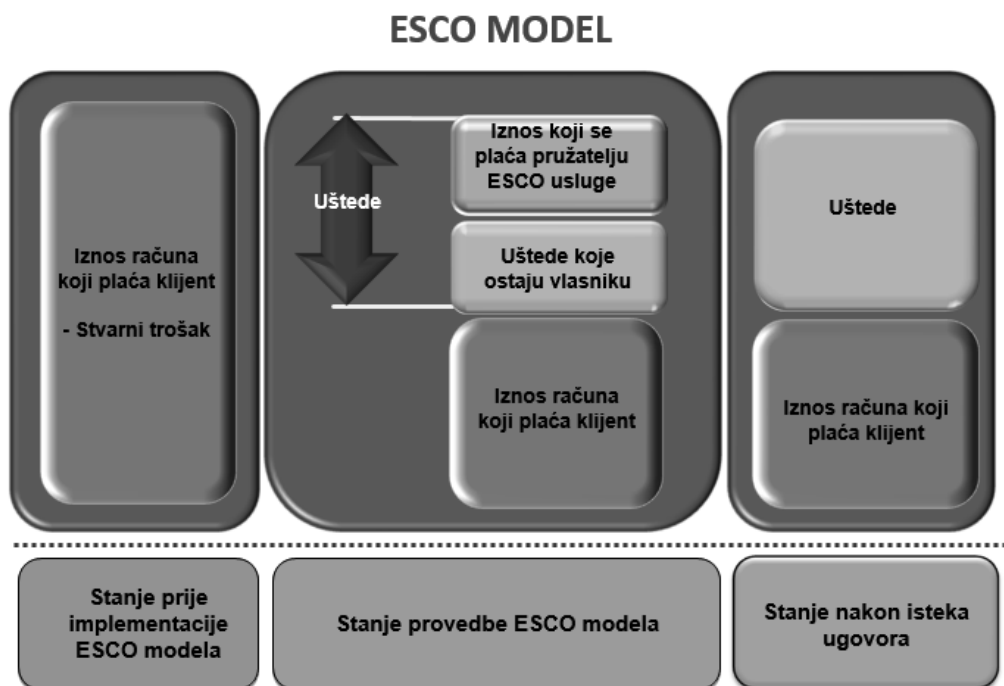 ESCO MODEL
Iznos računa
koji plaća klijent
- Stvarni trošak
Uštede
Iznos koji se
plaća pružatelju
ESCO usluge
Uštede koje
ostaju vlasniku
Iznos računa
koji plaća klijent
Uštede
Iznos računa koji
plaća klijent
Stanje prije
implementacije
ESCO modela
Stanje provedbe ESCO modela
Stanje nakon isteka
ugovora